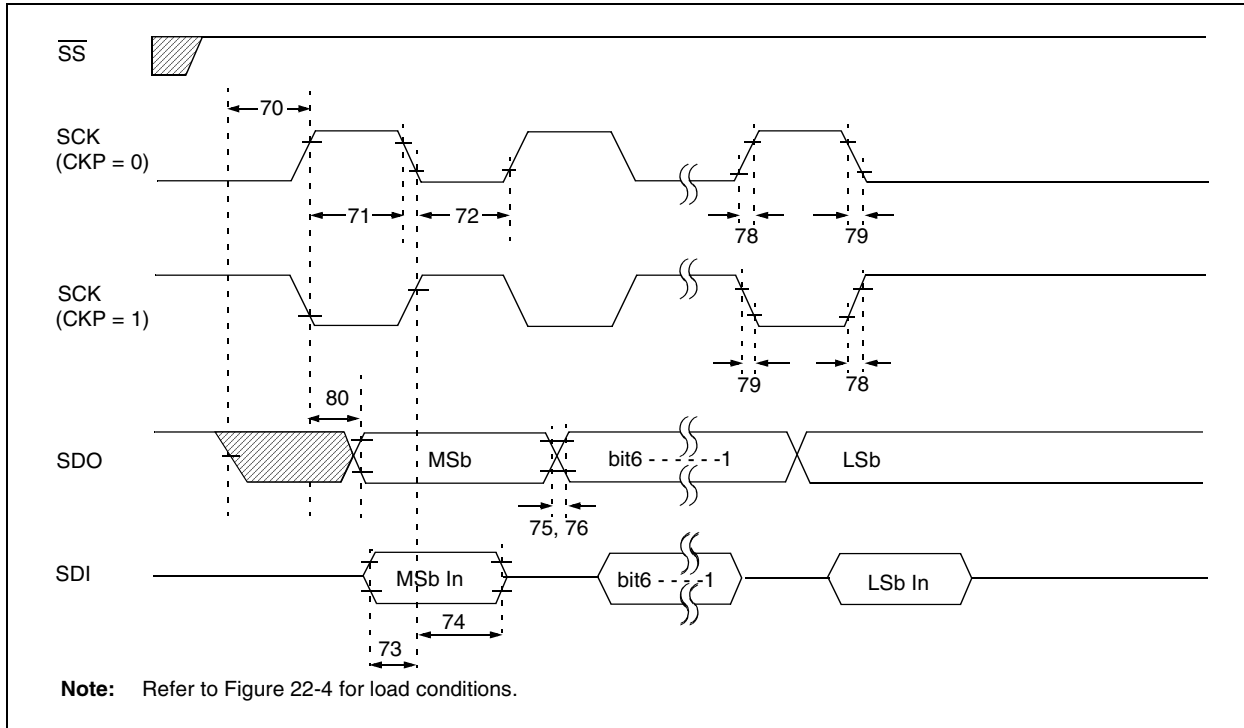 SS
70
SCK
(CKP = 0)
71
72
78
79
SCK
(CKP = 1)
79
78
80
SDO
MSb
bit6 - - - - - -1
LSb
75, 76
SDI
MSb In
bit6 - - - - -1
LSb In
74
73
Note: Refer to Figure 22-4 for load conditions.